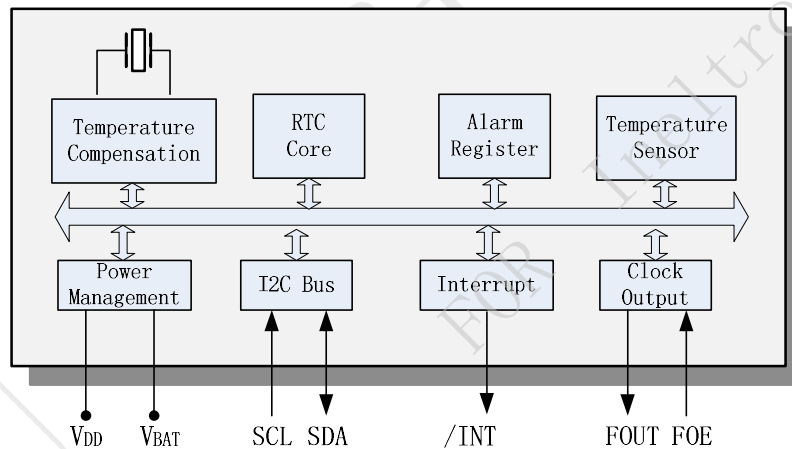 Temperature
Compensation
RTC
Core
Alarm
Register
Temperature
Sensor
Power
Management
I2C Bus
Interrupt
Clock
Output
VDD
VBAT
SCL SDA
/INT
FOUT FOE
FOR